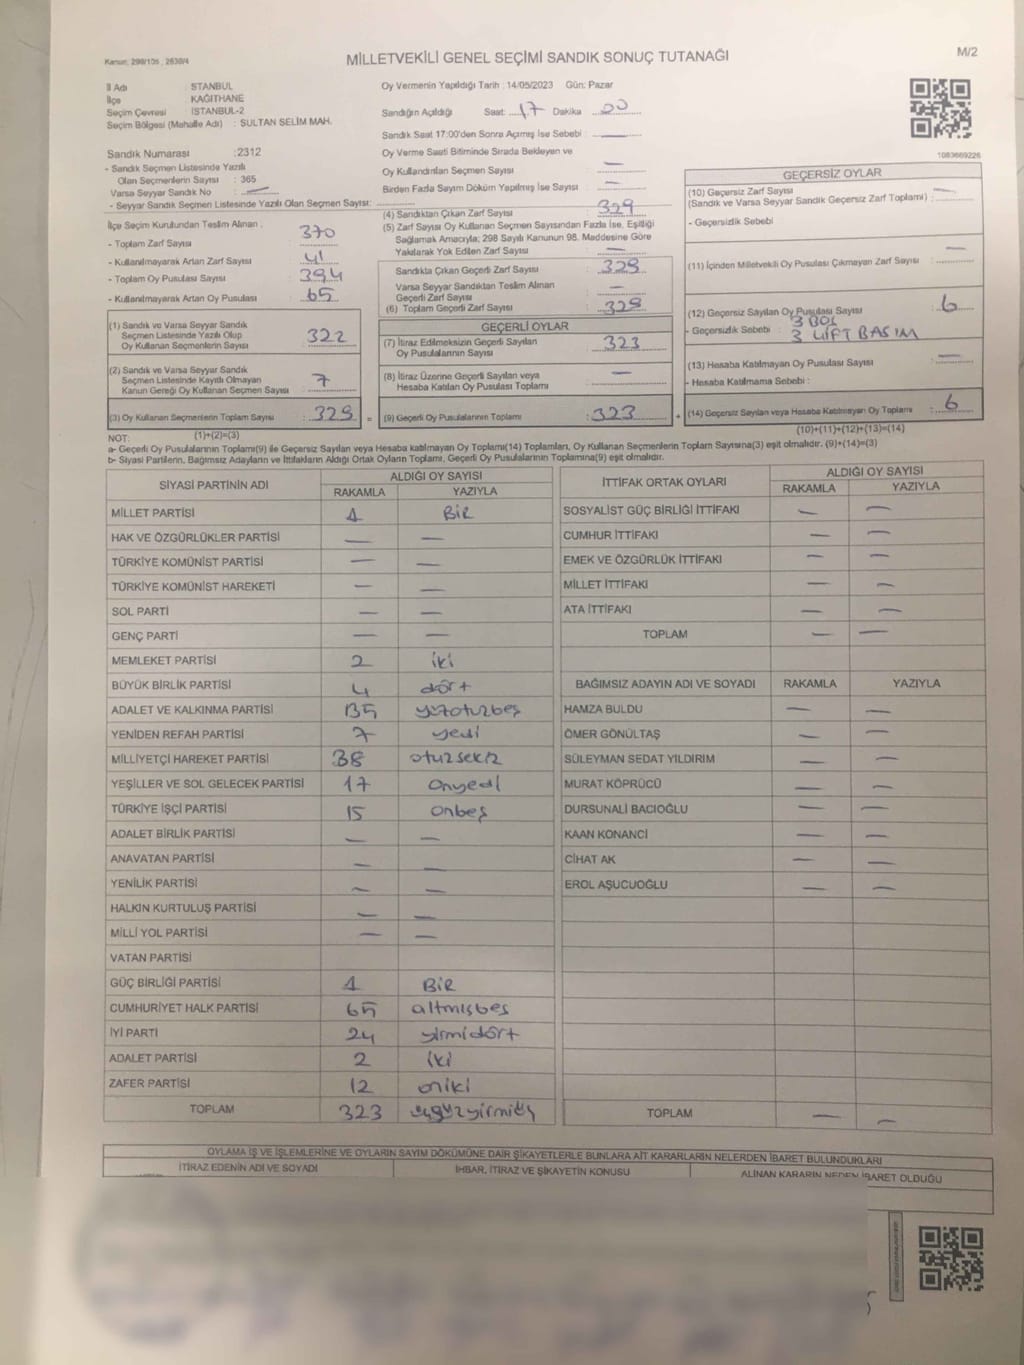 Kanun: 298/105 , 2839/4
MİLLETVEKİLİ GENEL SEÇİMİ SANDIK SONUÇ TUTANAĞI
M/2
İl Adı : STANBUL
İlçe KAĞITHANE
Seçim Çevresi İSTANBUL-2
Seçim Bölgesi (Mahalle Adı) : SULTAN SELİM MAH.
Sandık Numarası :2312
- Sandık Seçmen Listesinde Yazılı
Olan Seçmenlerin Sayısı : 365
Varsa Seyyar Sandık No : —
- Seyyar Sandık Seçmen Listesinde Yazılı Olan Seçmen Sayısı:
Oy Vermenin Yapıldığı Tarih : 14/05/2023 Gün: Pazar
Sandığın Açıldığı Saat: 17 Dakika 00
Sandık Saat 17:00'den Sonra Açımış İse Sebebi : —
Oy Verme Saati Bitiminde Sırada Bekleyen ve
Oy Kullandırılan Seçmen Sayısı : —
Birden Fazla Sayım Döküm Yapılmış İse Sayısı : —
1083669226
İlçe Seçim Kurulundan Teslim Alınan :
- Toplam Zarf Sayısı : 370
- Kullanılmayarak Artan Zarf Sayısı : 41
- Toplam Oy Pusulası Sayısı : 394
- Kullanılmayarak Artan Oy Pusulası : 65
(1) Sandık ve Varsa Seyyar Sandık
Seçmen Listesinde Yazılı Olup
Oy Kullanan Seçmenlerin Sayısı : 322
(2) Sandık ve Varsa Seyyar Sandık
Seçmen Listesinde Kayıtlı Olmayan
Kanun Gereği Oy Kullanan Seçmen Sayısı : 7
(3) Oy Kullanan Seçmenlerin Toplam Sayısı : 329 =
(1)+(2)=(3)
(4) Sandıktan Çıkan Zarf Sayısı : 329
(5) Zarf Sayısı Oy Kullanan Seçmen Sayısından Fazla İse, Eşitliği
Sağlamak Amacıyla; 298 Sayılı Kanunun 98. Maddesine Göre
Yakılarak Yok Edilen Zarf Sayısı : —
Sandıkta Çıkan Geçerli Zarf Sayısı : 329
Varsa Seyyar Sandıktan Teslim Alınan
Geçerli Zarf Sayısı : —
(6) Toplam Geçerli Zarf Sayısı : 329
GEÇERLİ OYLAR
(7) İtiraz Edilmeksizin Geçerli Sayılan
Oy Pusulalarının Sayısı : 323
(8) İtiraz Üzerine Geçerli Sayılan veya
Hesaba Katılan Oy Pusulası Toplamı : —
(9) Geçerli Oy Pusulalarının Toplamı : 323 +
GEÇERSİZ OYLAR
(10) Geçersiz Zarf Sayısı
(Sandık ve Varsa Seyyar Sandık Geçersiz Zarf Toplamı) : —
- Geçersizlik Sebebi
(11) İçinden Milletvekili Oy Pusulası Çıkmayan Zarf Sayısı : —
(12) Geçersiz Sayılan Oy Pusulası Sayısı : 6
- Geçersizlik Sebebi : 3 BOŞ
3 ÇİFT BASIM
(13) Hesaba Katılmayan Oy Pusulası Sayısı : —
- Hesaba Katılmama Sebebi :
(14) Geçersiz Sayılan veya Hesaba Katılmayan Oy Toplamı : 6
(10)+(11)+(12)+(13)=(14)
NOT:
a- Geçerli Oy Pusulalarının Toplamı(9) ile Geçersiz Sayılan veya Hesaba katılmayan Oy Toplamı(14) Toplamları, Oy Kullanan Seçmenlerin Toplam Sayısına(3) eşit olmalıdır. (9)+(14)=(3)
b- Siyasi Partilerin, Bağımsız Adayların ve İttifakların Aldığı Ortak Oyların Toplamı, Geçerli Oy Pusulalarının Toplamına(9) eşit olmalıdır.
SİYASİ PARTİNİN ADI ALDIĞI OY SAYISI
RAKAMLA YAZIYLA
MİLLET PARTİSİ 1 BİR
HAK VE ÖZGÜRLÜKLER PARTİSİ — —
TÜRKİYE KOMÜNİST PARTİSİ — —
TÜRKİYE KOMÜNİST HAREKETİ — —
SOL PARTİ — —
GENÇ PARTİ — —
MEMLEKET PARTİSİ 2 iki
BÜYÜK BİRLİK PARTİSİ 4 dört
ADALET VE KALKINMA PARTİSİ 135 yüzotuzbeş
YENİDEN REFAH PARTİSİ 7 yedi
MİLLİYETÇİ HAREKET PARTİSİ 38 otuzsekiz
YEŞİLLER VE SOL GELECEK PARTİSİ 17 onyedi
TÜRKİYE İŞÇİ PARTİSİ 15 onbeş
ADALET BİRLİK PARTİSİ — —
ANAVATAN PARTİSİ — —
YENİLİK PARTİSİ — —
HALKIN KURTULUŞ PARTİSİ — —
MİLLİ YOL PARTİSİ — —
VATAN PARTİSİ
GÜÇ BİRLİĞİ PARTİSİ 1 BİR
CUMHURİYET HALK PARTİSİ 65 altmışbeş
İYİ PARTİ 24 yirmidört
ADALET PARTİSİ 2 iki
ZAFER PARTİSİ 12 oniki
TOPLAM 323 üçyüzyirmiüç
İTTİFAK ORTAK OYLARI ALDIĞI OY SAYISI
RAKAMLA YAZIYLA
SOSYALİST GÜÇ BİRLİĞİ İTTİFAKI — —
CUMHUR İTTİFAKI — —
EMEK VE ÖZGÜRLÜK İTTİFAKI — —
MİLLET İTTİFAKI — —
ATA İTTİFAKI — —
TOPLAM — —
BAĞIMSIZ ADAYIN ADI VE SOYADI RAKAMLA YAZIYLA
HAMZA BULDU — —
ÖMER GÖNÜLTAŞ — —
SÜLEYMAN SEDAT YILDIRIM — —
MURAT KÖPRÜCÜ — —
DURSUNALİ BACIOĞLU — —
KAAN KONANCİ — —
CİHAT AK — —
EROL AŞUCUOĞLU — —
TOPLAM — —
OYLAMA İŞ VE İŞLEMLERİNE VE OYLARIN SAYIM DÖKÜMÜNE DAİR ŞİKAYETLERLE BUNLARA AİT KARARLARIN NELERDEN İBARET BULUNDUKLARI
İTİRAZ EDENİN ADI VE SOYADI İHBAR, İTİRAZ VE ŞİKAYETİN KONUSU ALINAN KARARIN NEDEN İBARET OLDUĞU